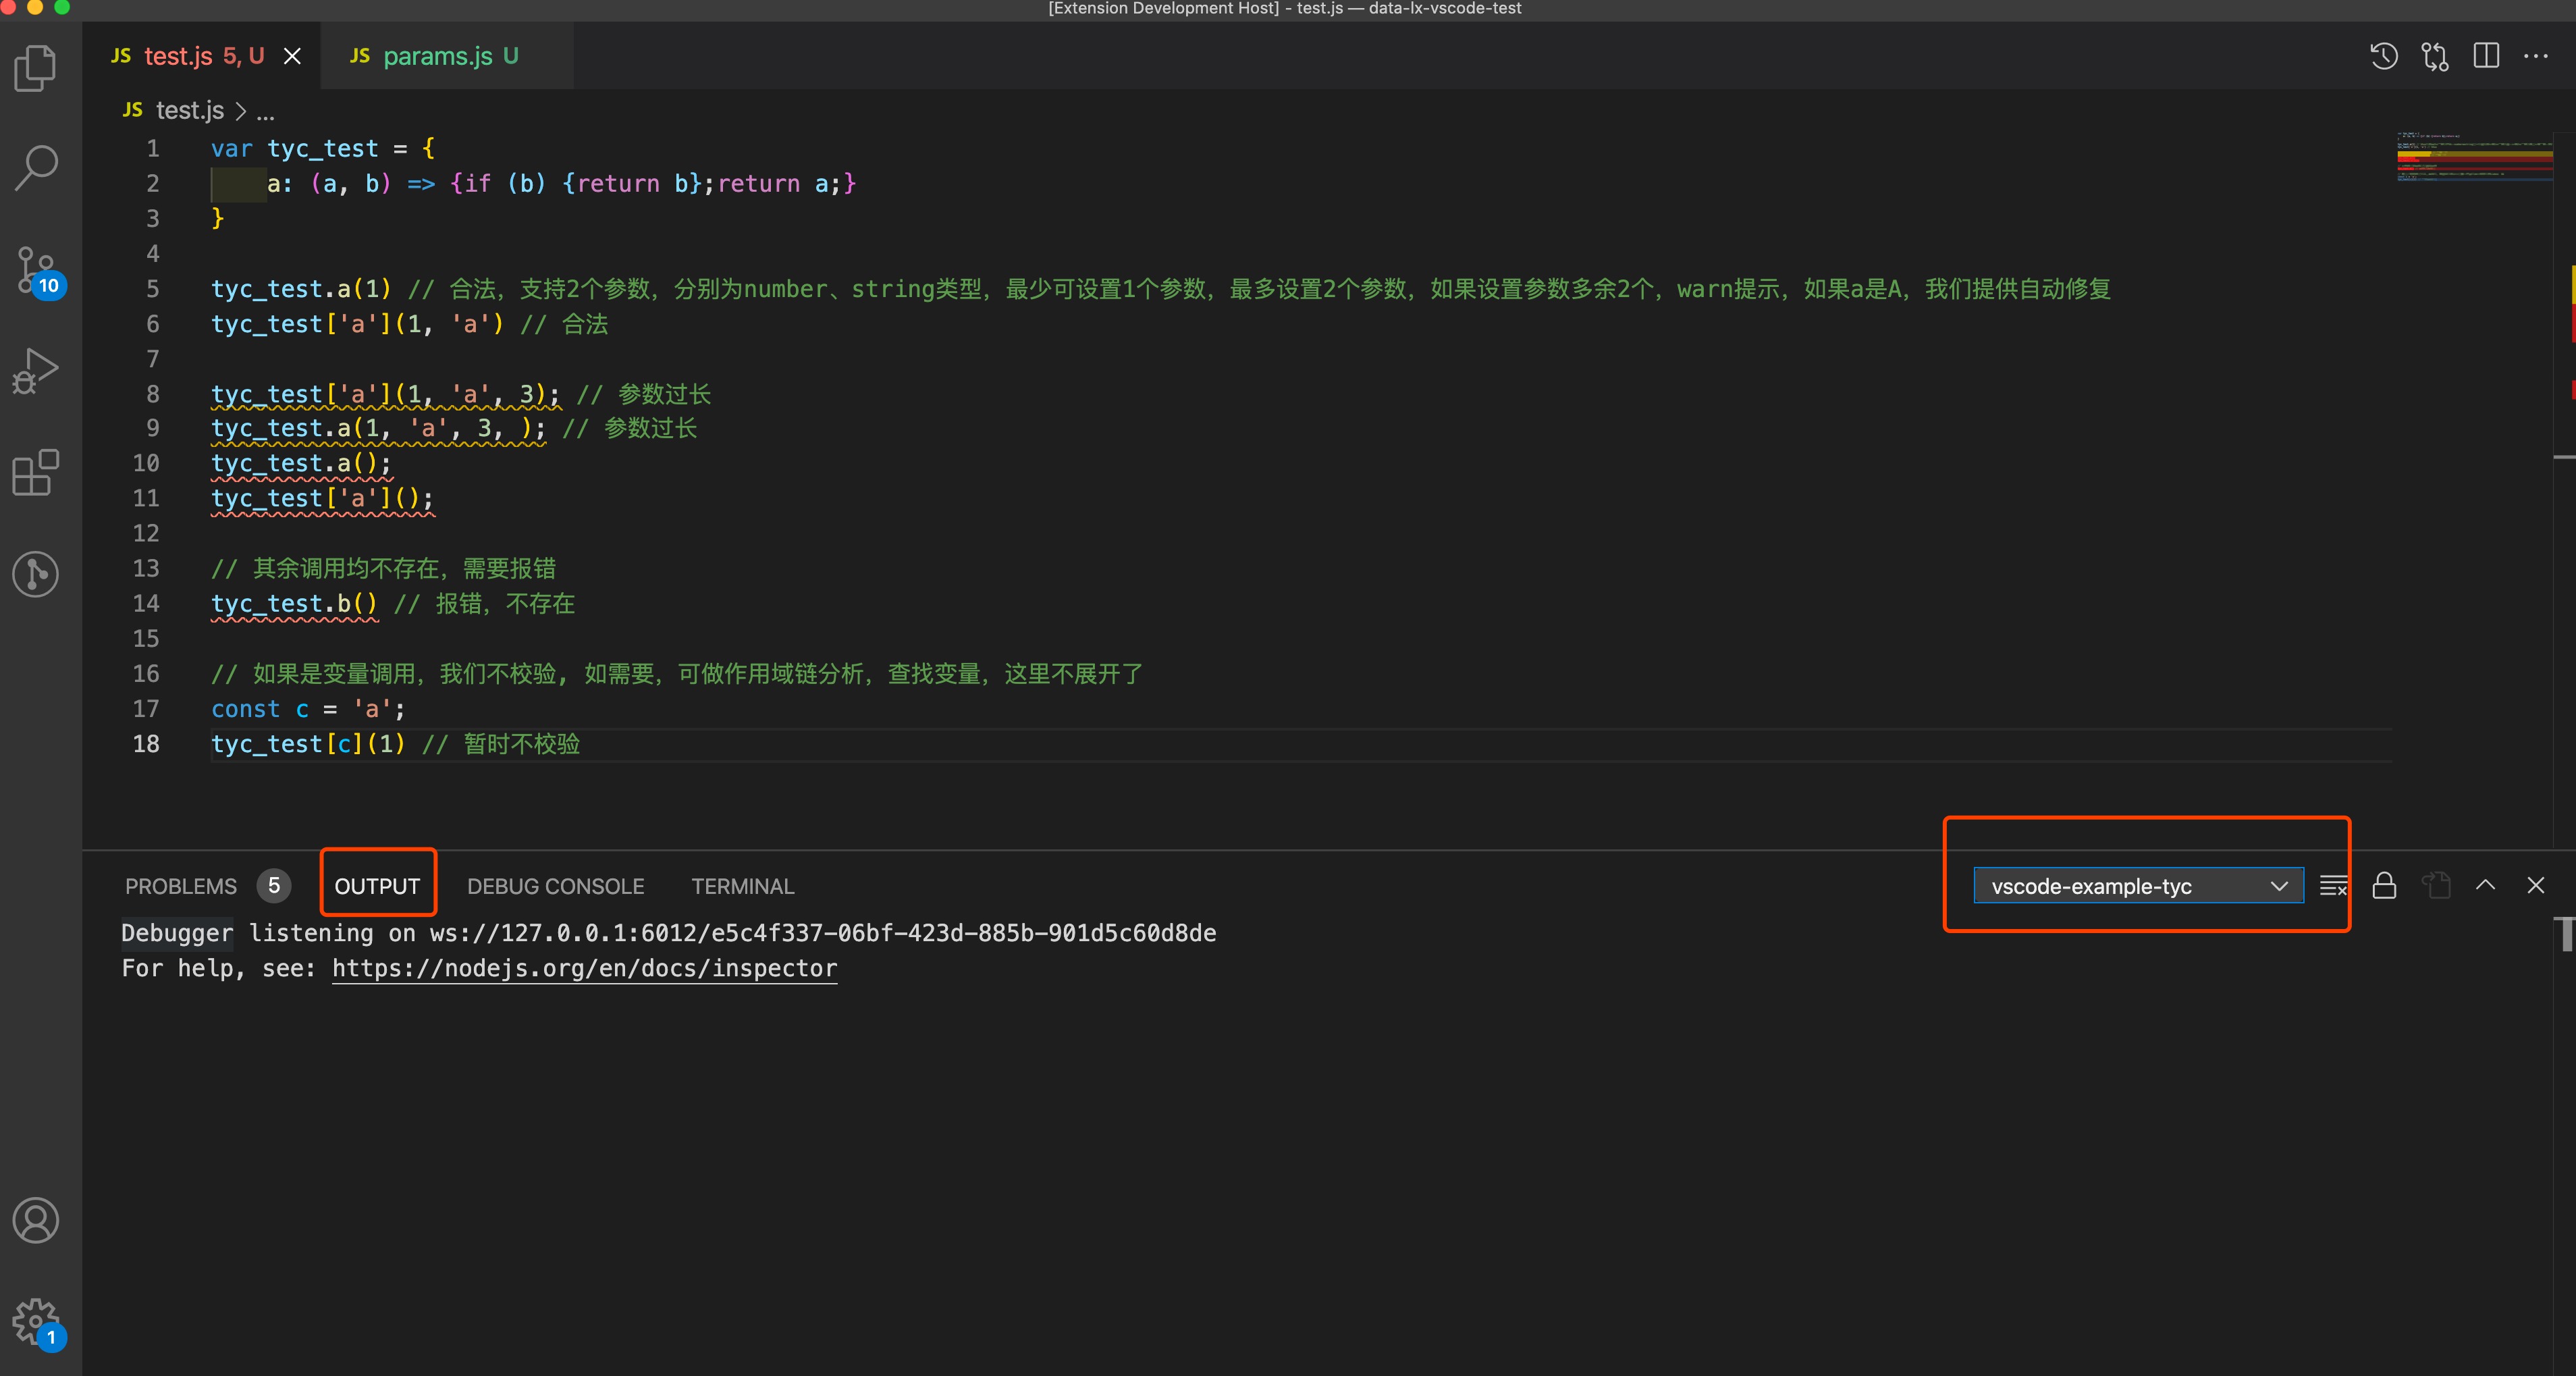 [Extension Development Host] - test.js — data-lx-vscode-test
JS test.js 5, U JS params.js U
JS test.js > ...
1 var tyc_test = {
2 a: (a, b) => {if (b) {return b};return a;}
3 }
4
5 tyc_test.a(1) // 合法，支持2个参数，分别为number、string类型，最少可设置1个参数，最多设置2个参数，如果设置参数多余2个，warn提示，如果a是A，我们提供自动修复
6 tyc_test['a'](1, 'a') // 合法
7
8 tyc_test['a'](1, 'a', 3); // 参数过长
9 tyc_test.a(1, 'a', 3, ); // 参数过长
10 tyc_test.a();
11 tyc_test['a']();
12
13 // 其余调用均不存在，需要报错
14 tyc_test.b() // 报错，不存在
15
16 // 如果是变量调用，我们不校验, 如需要，可做作用域链分析，查找变量，这里不展开了
17 const c = 'a';
18 tyc_test[c](1) // 暂时不校验
10
PROBLEMS 5 OUTPUT DEBUG CONSOLE TERMINAL vscode-example-tyc
Debugger listening on ws://127.0.0.1:6012/e5c4f337-06bf-423d-885b-901d5c60d8de
For help, see: https://nodejs.org/en/docs/inspector
1